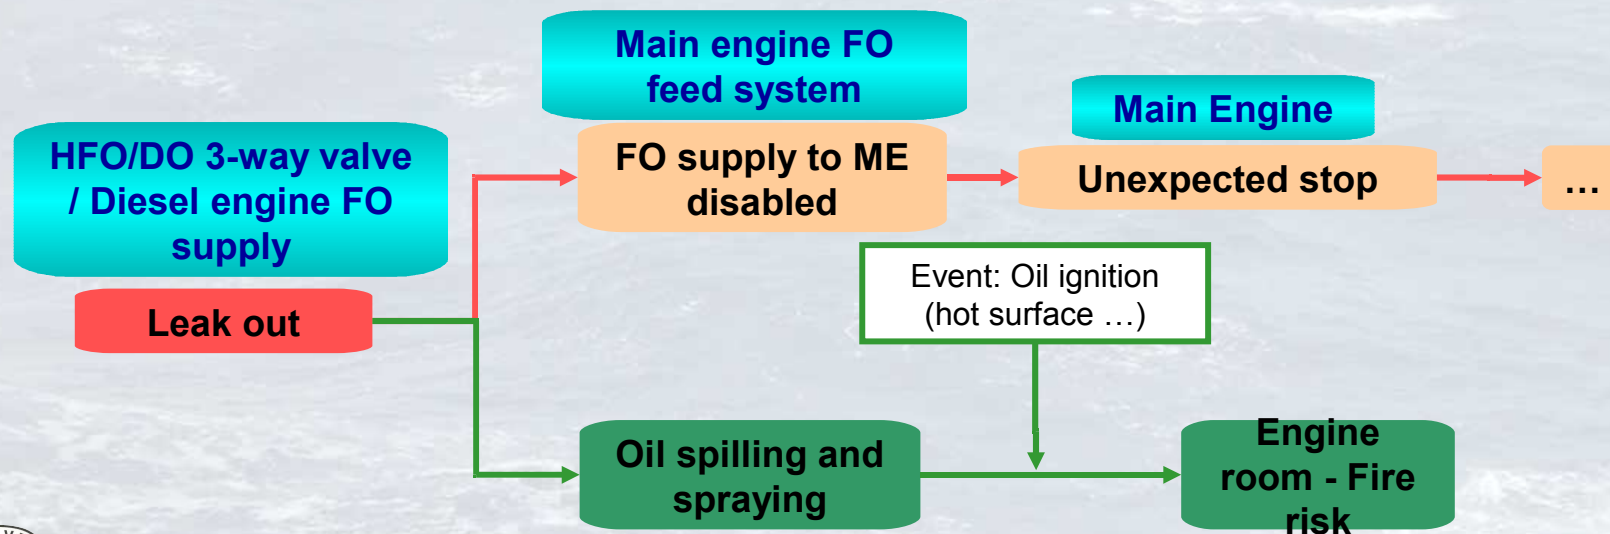 Main engine FO
feed system
Main Engine
HFO/DO 3-way valve
/ Diesel engine FO
supply
FO supply to ME
disabled
Unexpected stop
…
Leak out
Event: Oil ignition
(hot surface …)
Oil spilling and
spraying
Engine
room - Fire
risk